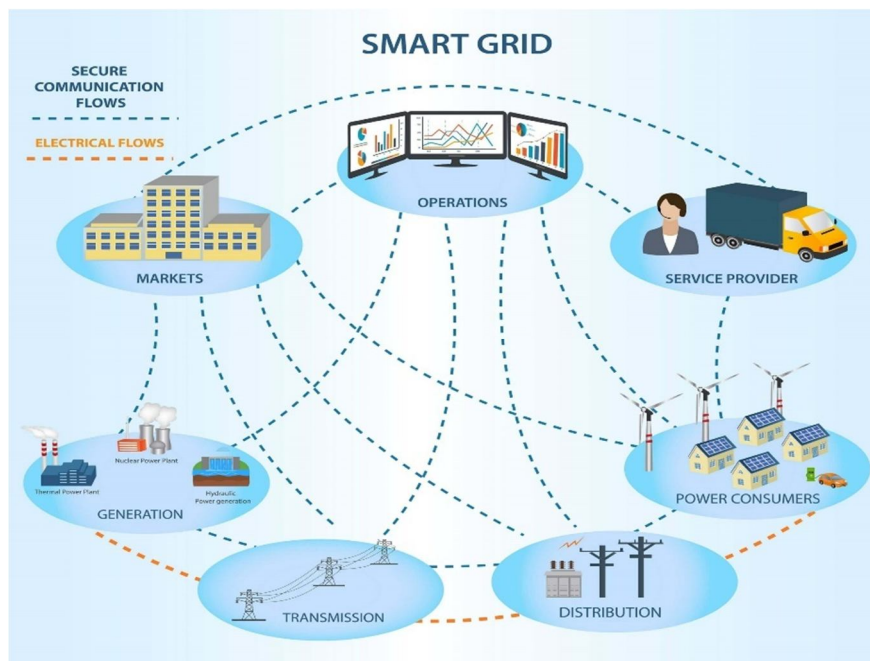 SMART GRID
SECURE
COMMUNICATION
FLOWS
ELECTRICAL FLOWS
OPERATIONS
MARKETS
SERVICE PROVIDER
Nuclear Power Plant
Thermal Power Plant
Hydraulic
Power generation
GENERATION
POWER CONSUMERS
TRANSMISSION
DISTRIBUTION